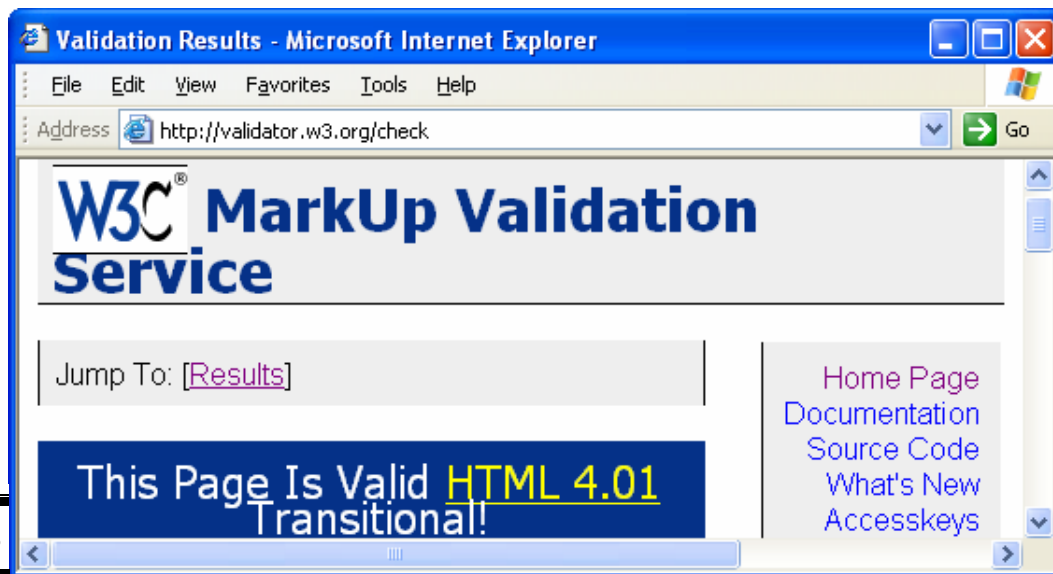 Validation Results - Microsoft Internet Explorer
File Edit View Favorites Tools Help
Address http://validator.w3.org/check Go
W3C® MarkUp Validation
Service
Jump To: [Results]
Home Page
Documentation
Source Code
What's New
Accesskeys
This Page Is Valid HTML 4.01
Transitional!